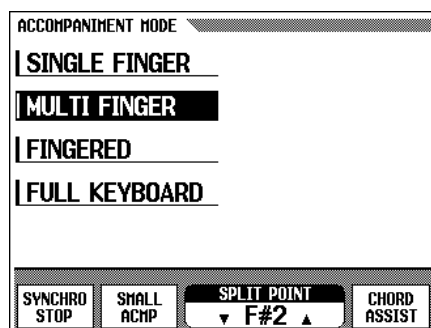 ACCOMPANIMENT MODE
SINGLE FINGER
MULTI FINGER
FINGERED
FULL KEYBOARD
SYNCHRO STOP
SMALL ACMP
SPLIT POINT
▼ F#2 ▲
CHORD ASSIST